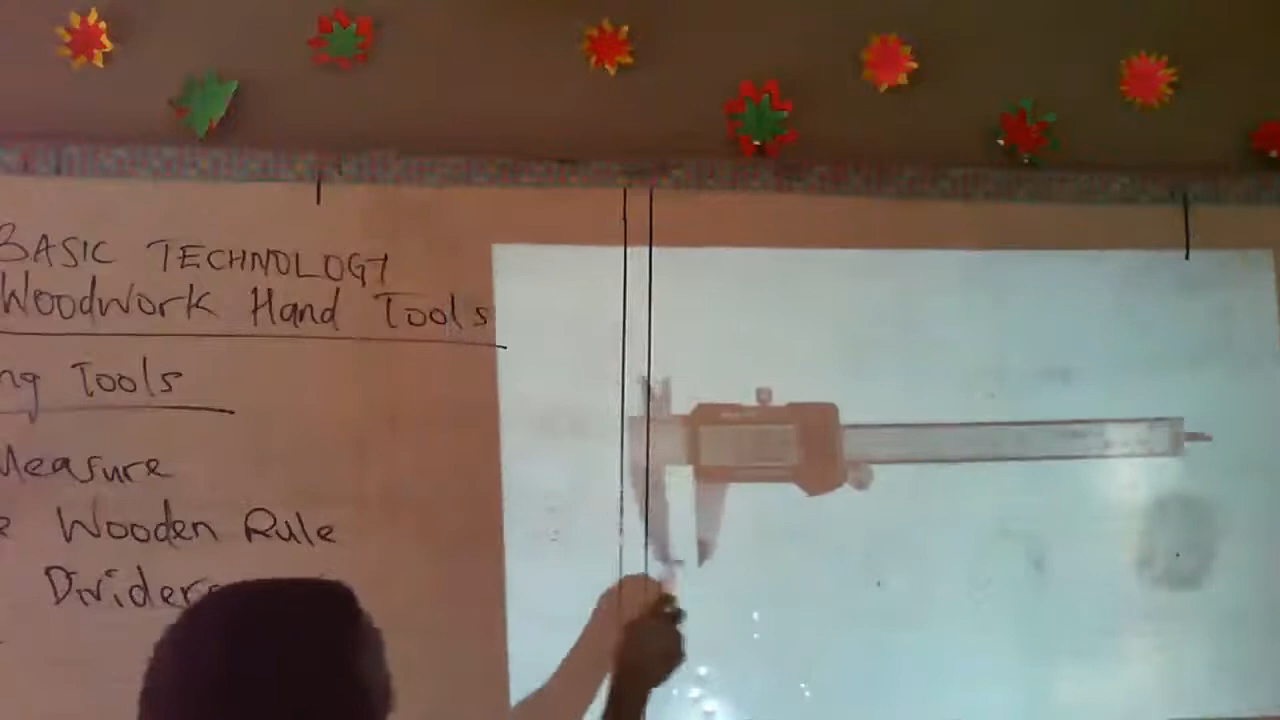 BASIC TECHNOLOGY
Woodwork Hand Tools
ng Tools
Measure
e Wooden Rule
Dividers